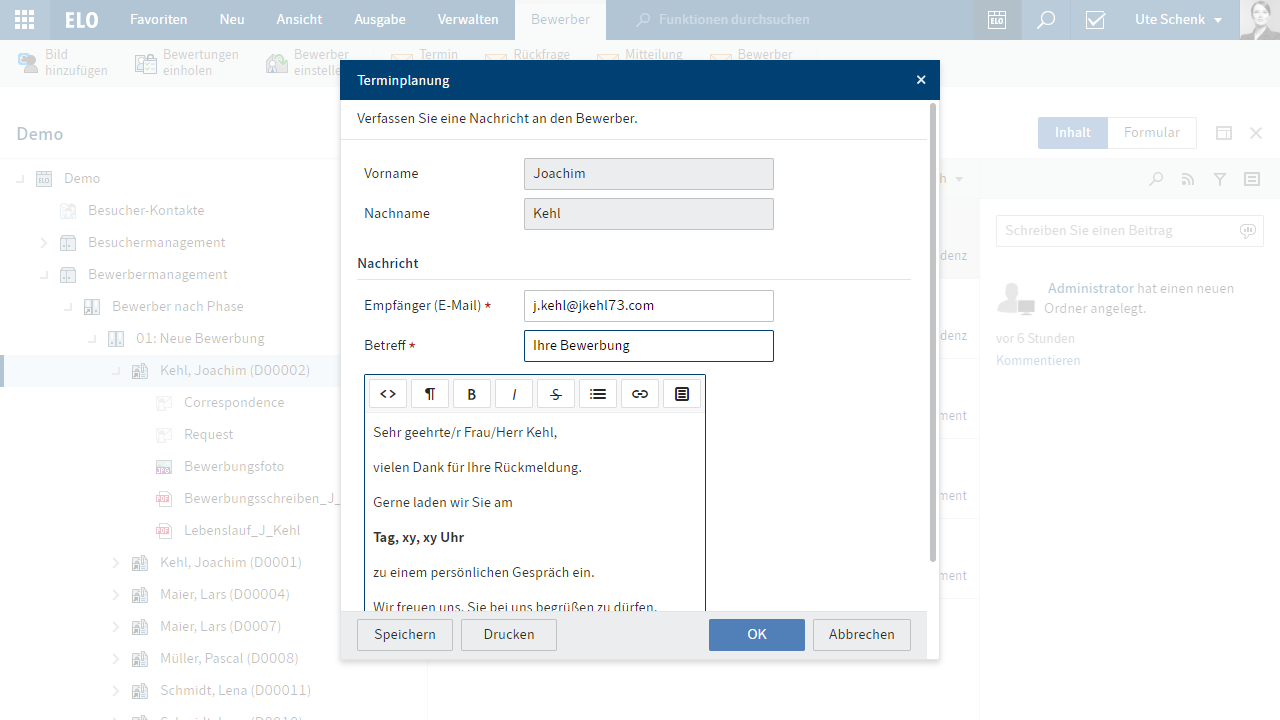 ELO
Favoriten
Neu
Ansicht
Ausgabe
Verwalten
Bewerber
Funktionen durchsuchen
ELO
Ute Schenk
Bild
hinzufügen
Bewertungen
einholen
Bewerber
einstelle
Termin
Rückfrage
Mitteilung
Bewerber
Terminplanung
Verfassen Sie eine Nachricht an den Bewerber.
Vorname
Joachim
Nachname
Kehl
Nachricht
Empfänger (E-Mail) *
j.kehl@jkehl73.com
Betreff *
Ihre Bewerbung
<> ¶ B I S
Sehr geehrte/r Frau/Herr Kehl,
vielen Dank für Ihre Rückmeldung.
Gerne laden wir Sie am
Tag, xy, xy Uhr
zu einem persönlichen Gespräch ein.
Wir freuen uns, Sie bei uns begrüßen zu dürfen.
Speichern
Drucken
OK
Abbrechen
Demo
Demo
Besucher-Kontakte
Besuchermanagement
Bewerbermanagement
Bewerber nach Phase
01: Neue Bewerbung
Kehl, Joachim (D00002)
Correspondence
Request
Bewerbungsfoto
Bewerbungsschreiben_J_
Lebenslauf_J_Kehl
Kehl, Joachim (D0001)
Maier, Lars (D00004)
Maier, Lars (D0007)
Müller, Pascal (D0008)
Schmidt, Lena (D00011)
Inhalt
Formular
h
denz
denz
ment
ment
ment
Schreiben Sie einen Beitrag
Administrator hat einen neuen
Ordner angelegt.
vor 6 Stunden
Kommentieren